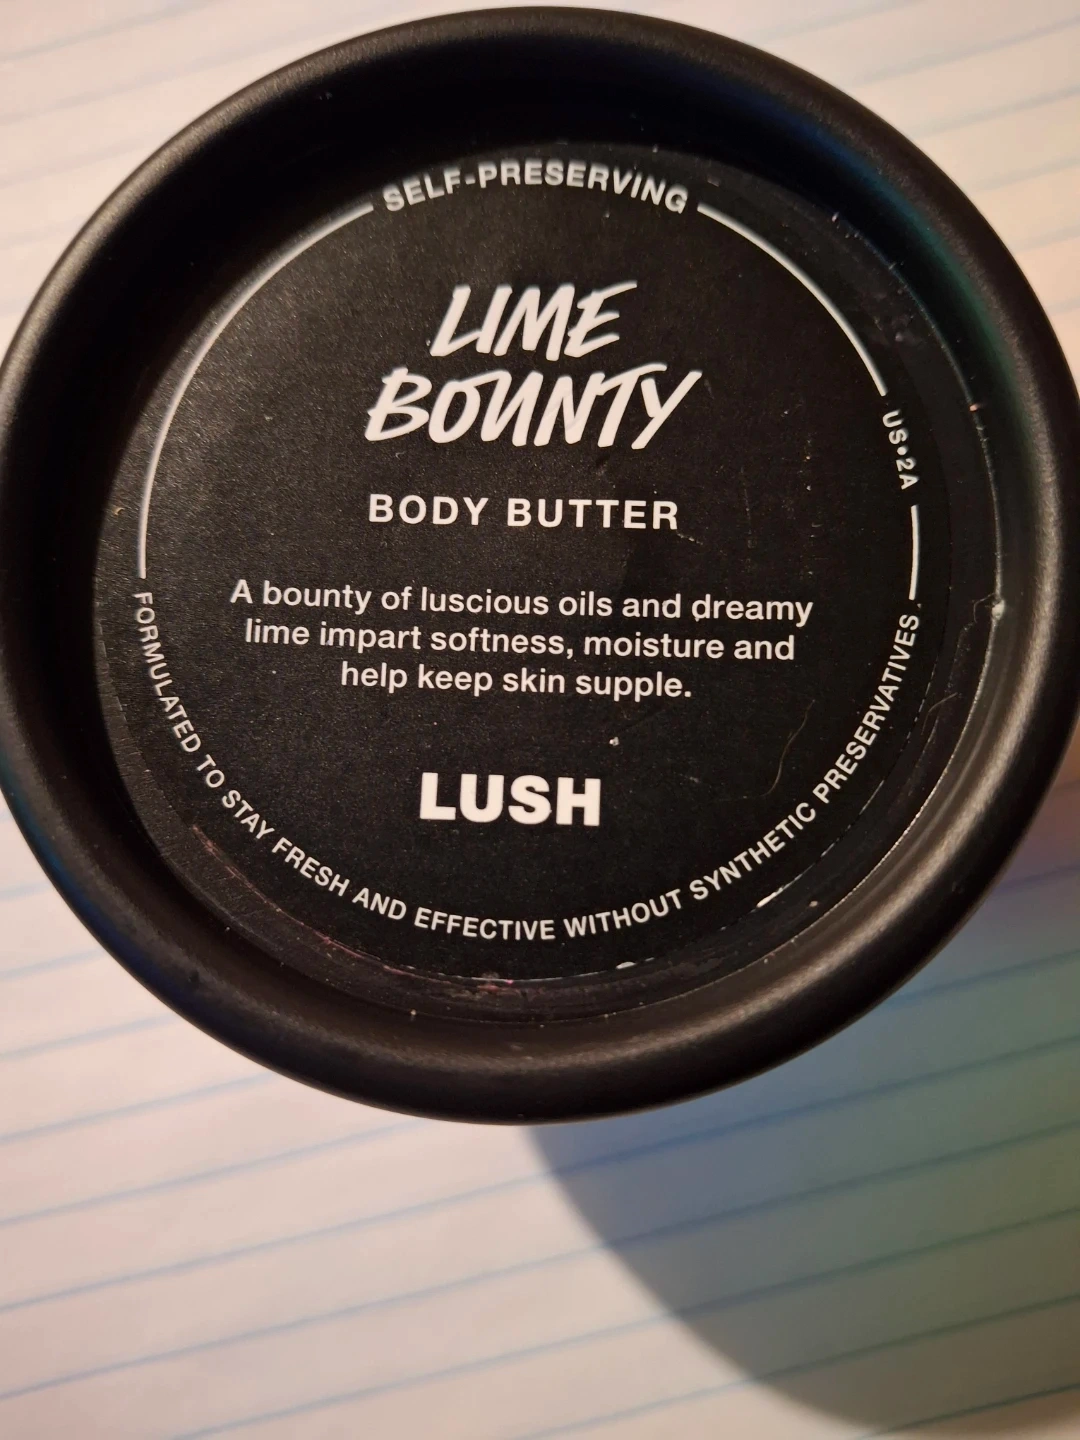 SELF-PRESERVING
LIME
BOUNTY
US•2A
BODY BUTTER
A bounty of luscious oils and dreamy
lime impart softness, moisture and
help keep skin supple.
LUSH
FORMULATED TO STAY FRESH AND EFFECTIVE WITHOUT SYNTHETIC PRESERVATIVES.